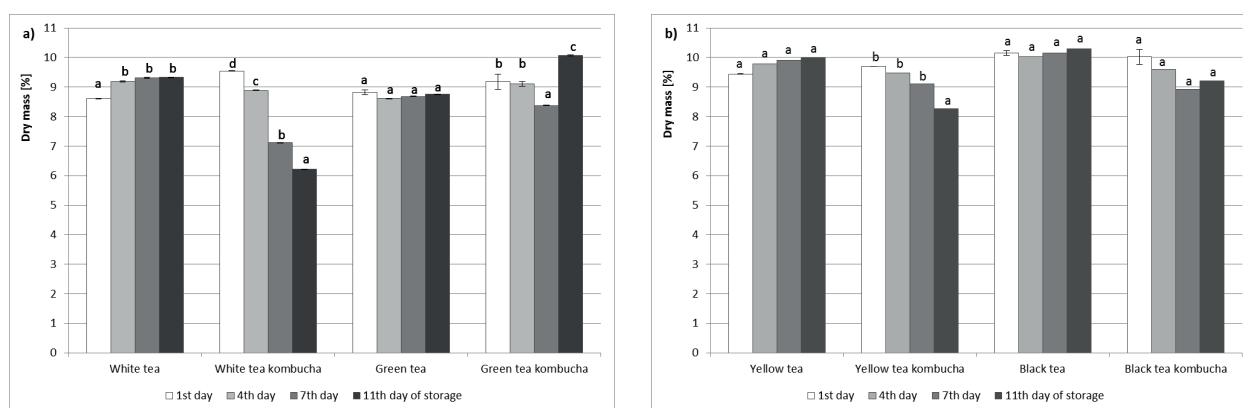 a)
Dry mass [%]
11
10
9
8
7
6
5
4
3
2
1
0
a b b b
d c b a
a a a a
b b a c
White tea White tea kombucha Green tea Green tea kombucha
1st day 4th day 7th day 11th day of storage
b)
Dry mass [%]
11
10
9
8
7
6
5
4
3
2
1
0
a a a a
b b b a
a a a a
a a a a
Yellow tea Yellow tea kombucha Black tea Black tea kombucha
1st day 4th day 7th day 11th day of storage